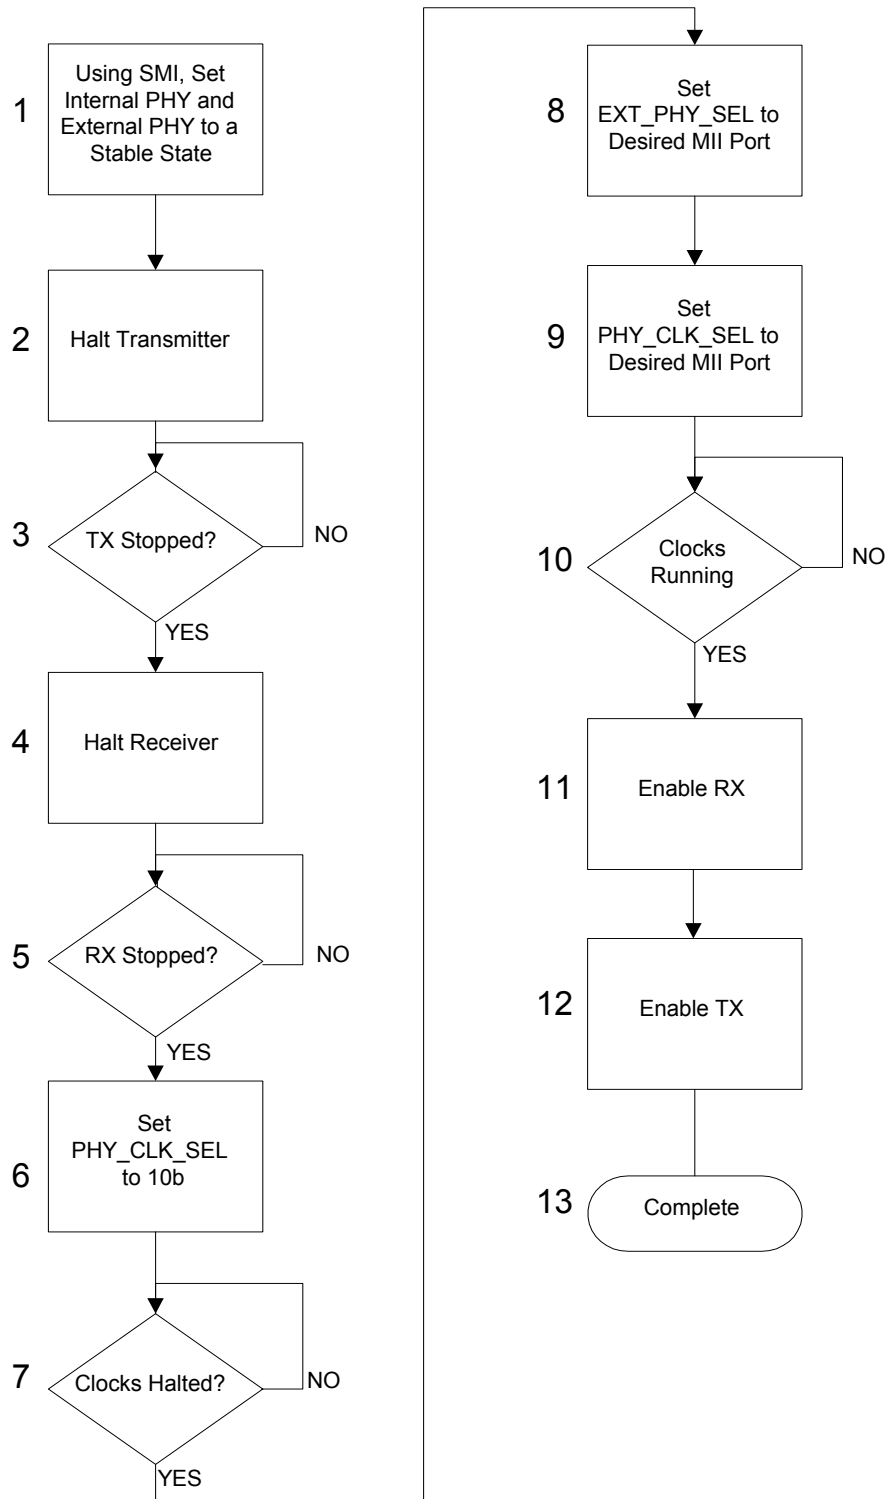 1
Using SMI, Set
Internal PHY and
External PHY to a
Stable State
2
Halt Transmitter
3
TX Stopped?
NO
YES
4
Halt Receiver
5
RX Stopped?
NO
YES
6
Set
PHY_CLK_SEL
to 10b
7
Clocks Halted?
NO
YES
8
Set
EXT_PHY_SEL to
Desired MII Port
9
Set
PHY_CLK_SEL to
Desired MII Port
10
Clocks
Running
NO
YES
11
Enable RX
12
Enable TX
13
Complete